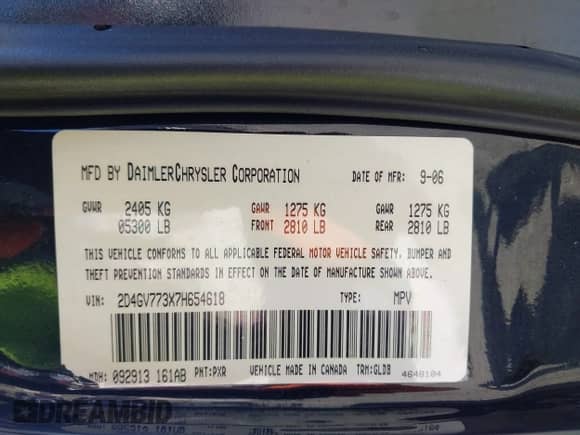 MFD BY DAIMLERCHRYSLER CORPORATION DATE OF MFR: 9-06
GVWR 2405 KG GAWR 1275 KG GAWR 1275 KG
05300 LB FRONT 2810 LB REAR 2810 LB
THIS VEHICLE CONFORMS TO ALL APPLICABLE FEDERAL MOTOR VEHICLE SAFETY, BUMPER AND
THEFT PREVENTION STANDARDS IN EFFECT ON THE DATE OF MANUFACTURE SHOWN ABOVE.
VIN: 2D4GV773X7H654618 TYPE: MPV
MDH: 092913 161AB PNT:PXR VEHICLE MADE IN CANADA TRM:GLDB 4648104
DREAMBID